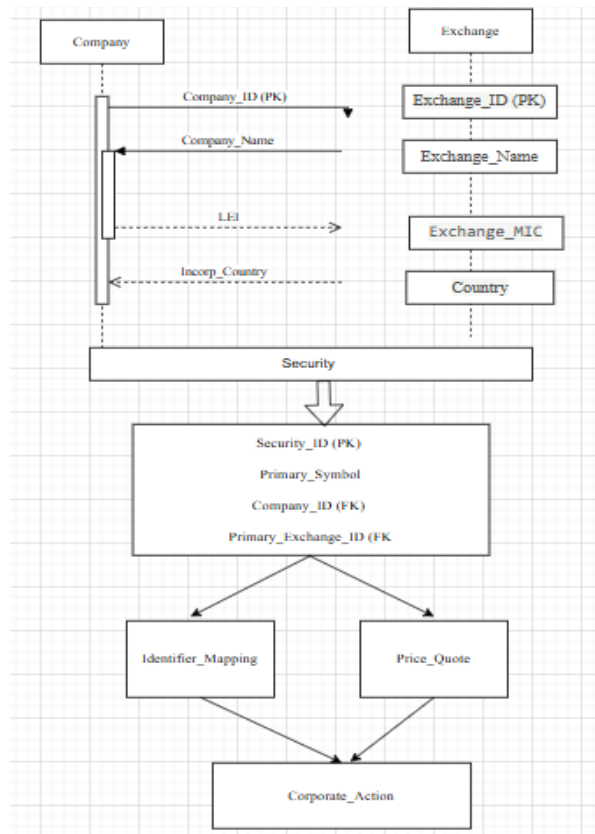 Company
Exchange
Company_ID (PK)
Exchange_ID (PK)
Company_Name
Exchange_Name
LEI
Exchange_MIC
Incorp_Country
Country
Security
Security_ID (PK)
Primary_Symbol
Company_ID (FK)
Primary_Exchange_ID (FK
Identifier_Mapping
Price_Quote
Corporate_Action